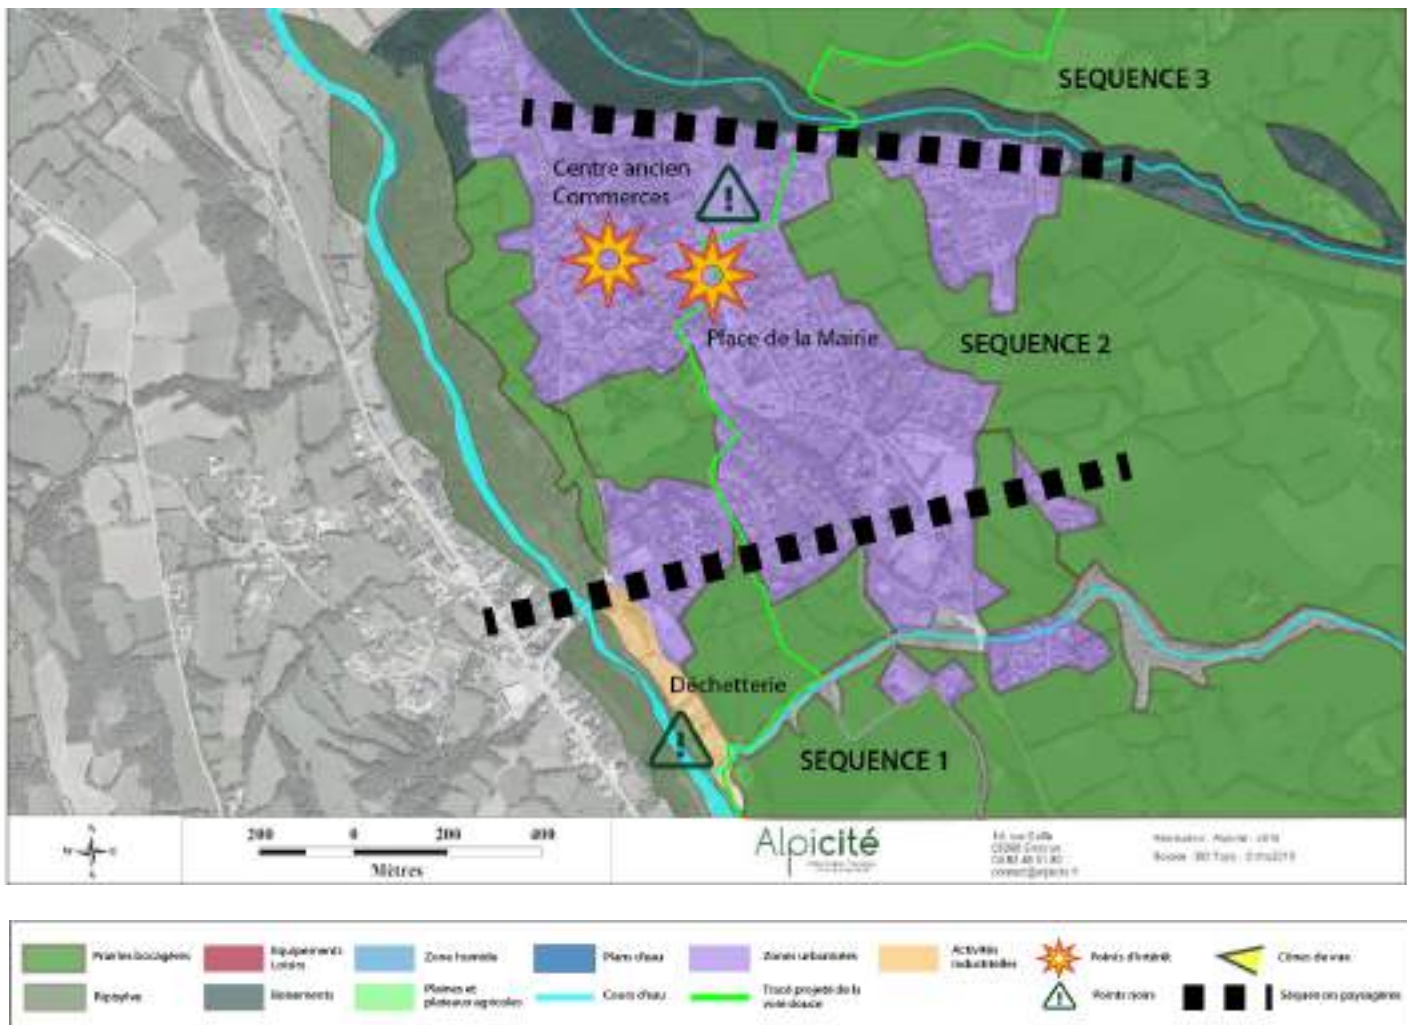 SEQUENCE 3
Centre ancien
Commerces
Place de la Mairie
SEQUENCE 2
Déchetterie
SEQUENCE 1
200 0 200 400
Mètres
Alpicité
Prairies bocagères
Equipements
Loisirs
Zone humide
Plans d'eau
Zones urbanisées
Activités
industrielles
Points d'intérêt
Cônes de vue
Ripisylve
Boisements
Plaines et
plateaux agricoles
Cours d'eau
Tracé projeté de la
voie douce
Points noirs
Séquences paysagères